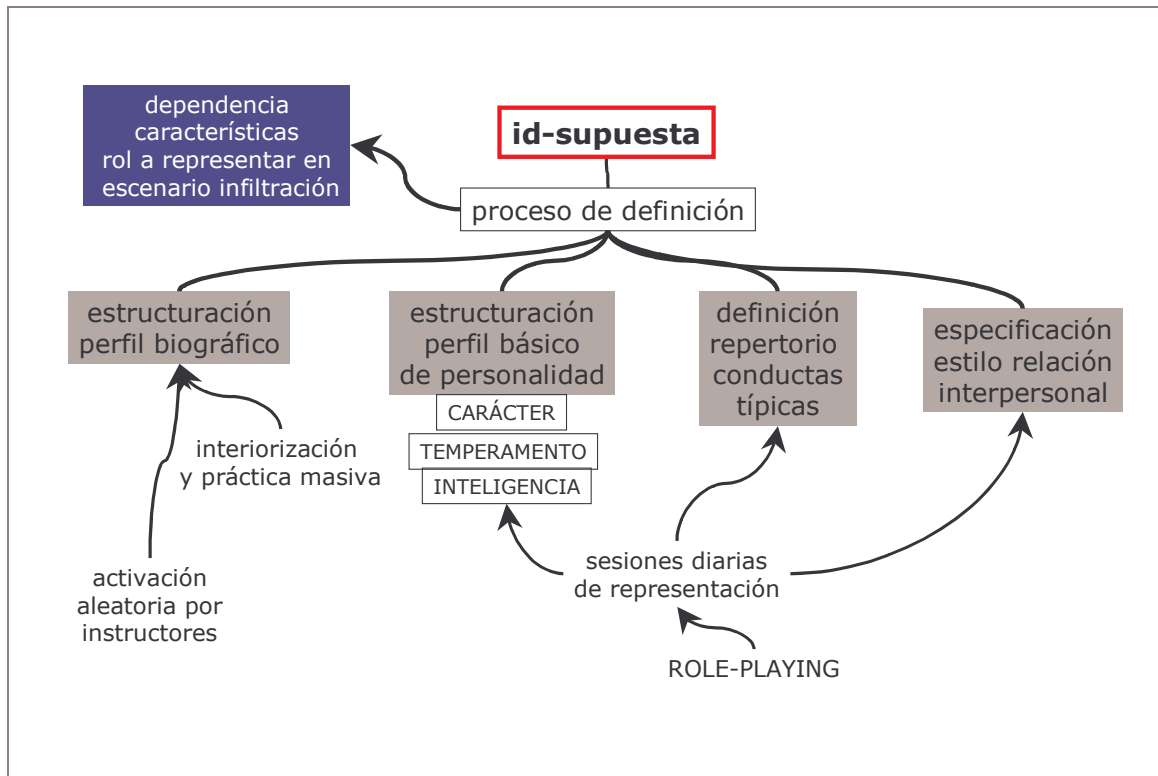 dependencia
características
rol a representar en
escenario infiltración
id-supuesta
proceso de definición
estructuración
perfil biográfico
estructuración
perfil básico
de personalidad
CARÁCTER
TEMPERAMENTO
INTELIGENCIA
definición
repertorio
conductas
típicas
especificación
estilo relación
interpersonal
interiorización
y práctica masiva
activación
aleatoria por
instructores
sesiones diarias
de representación
ROLE-PLAYING